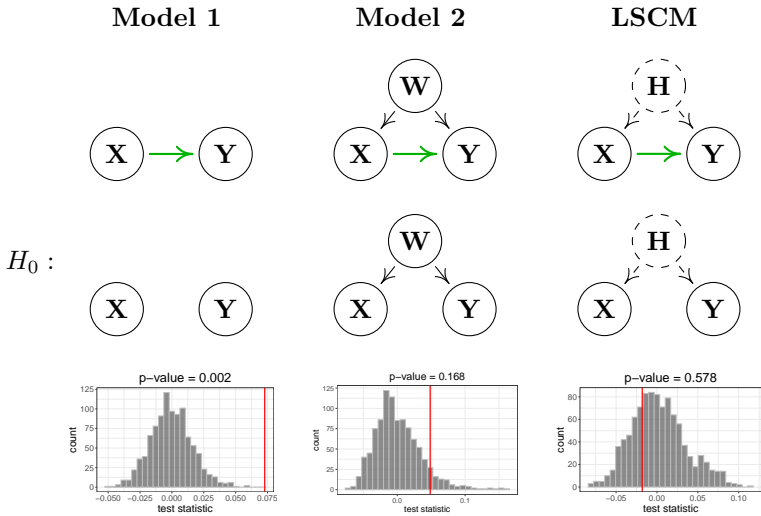 Model 1 Model 2 LSCM
W H
X Y X Y X Y
W H
H₀ :
X Y X Y X Y
p−value = 0.002 p−value = 0.168 p−value = 0.578
count
125
100
75
50
25
0
−0.050 −0.025 0.000 0.025 0.050 0.075
test statistic
count
125
100
75
50
25
0
0.0 0.1
test statistic
count
80
60
40
20
0
−0.05 0.00 0.05 0.10
test statistic